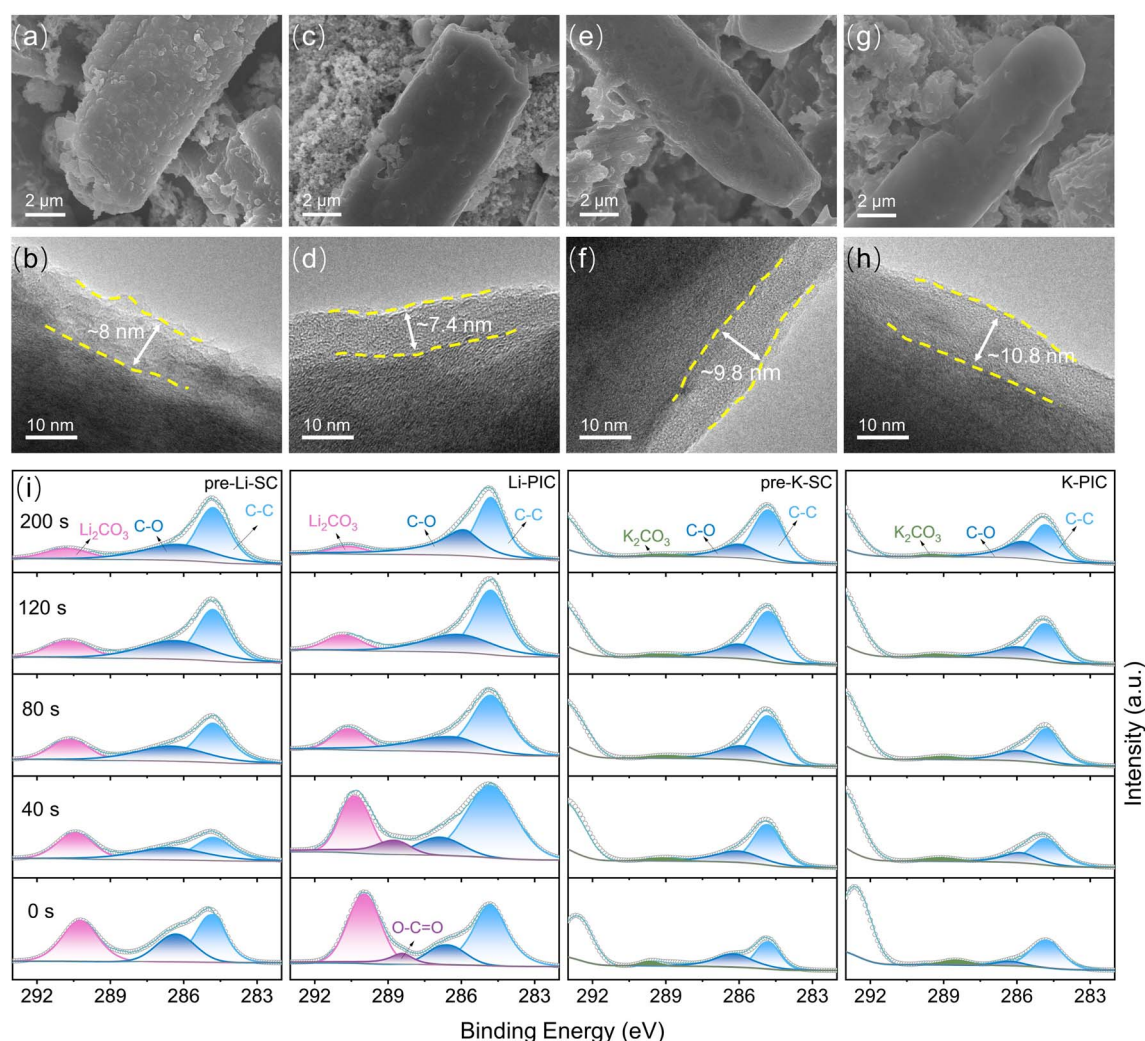 (a)
2 μm
(c)
2 μm
(e)
2 μm
(g)
2 μm
(b)
~8 nm
10 nm
(d)
~7.4 nm
10 nm
(f)
~9.8 nm
10 nm
(h)
~10.8 nm
10 nm
(i)
pre-Li-SC
200 s
Li₂CO₃
C-O
C-C
120 s
80 s
40 s
0 s
292 289 286 283
Li-PIC
Li₂CO₃
C-O
C-C
O-C=O
292 289 286 283
pre-K-SC
K₂CO₃
C-O
C-C
292 289 286 283
K-PIC
K₂CO₃
C-O
C-C
292 289 286 283
Intensity (a.u.)
Binding Energy (eV)